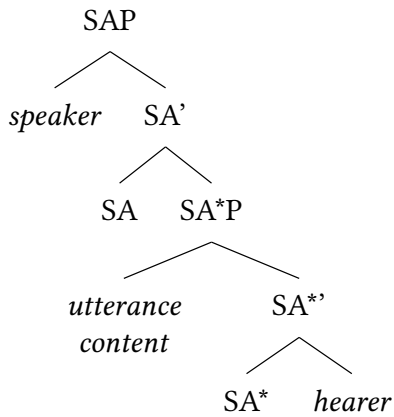 SAP
speaker SA’
SA SA*P
utterance SA*’
content
SA* hearer